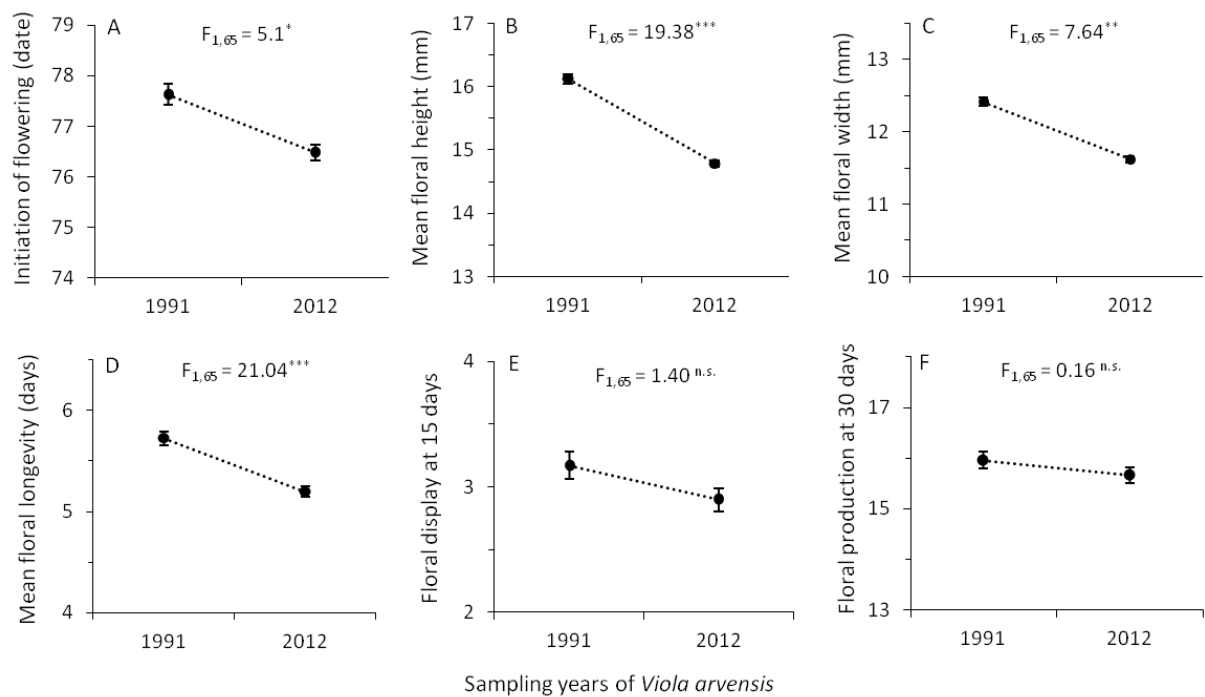 A
F1,65 = 5.1*
Initiation of flowering (date)
79
78
77
76
75
74
1991 2012
B
F1,65 = 19.38***
Mean floral height (mm)
17
16
15
14
13
1991 2012
C
F1,65 = 7.64**
Mean floral width (mm)
13
12
11
10
1991 2012
D
F1,65 = 21.04***
Mean floral longevity (days)
6
5
4
1991 2012
E
F1,65 = 1.40 n.s.
Floral display at 15 days
4
3
2
1991 2012
F
F1,65 = 0.16 n.s.
Floral production at 30 days
17
15
13
1991 2012
Sampling years of Viola arvensis